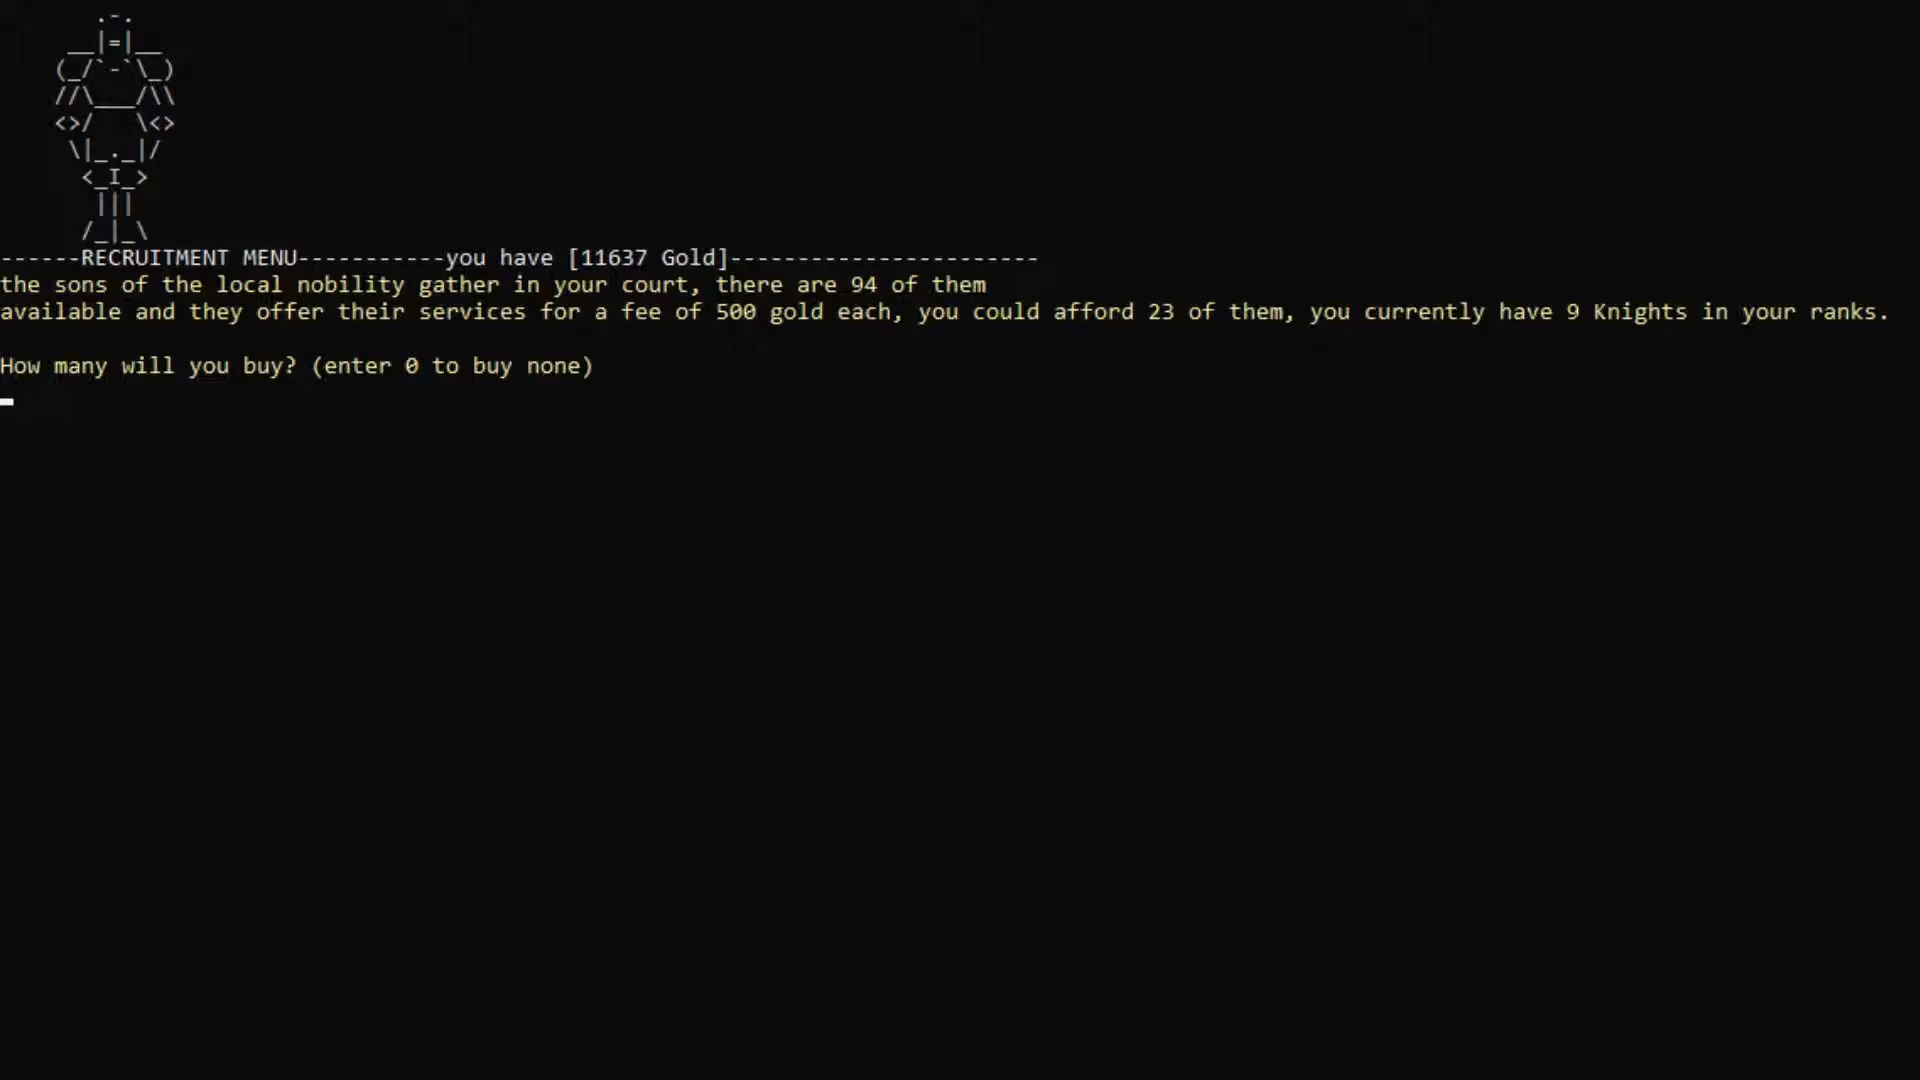 ------RECRUITMENT MENU-----------you have [11637 Gold]-----------------------
the sons of the local nobility gather in your court, there are 94 of them
available and they offer their services for a fee of 500 gold each, you could afford 23 of them, you currently have 9 Knights in your ranks.
How many will you buy? (enter 0 to buy none)